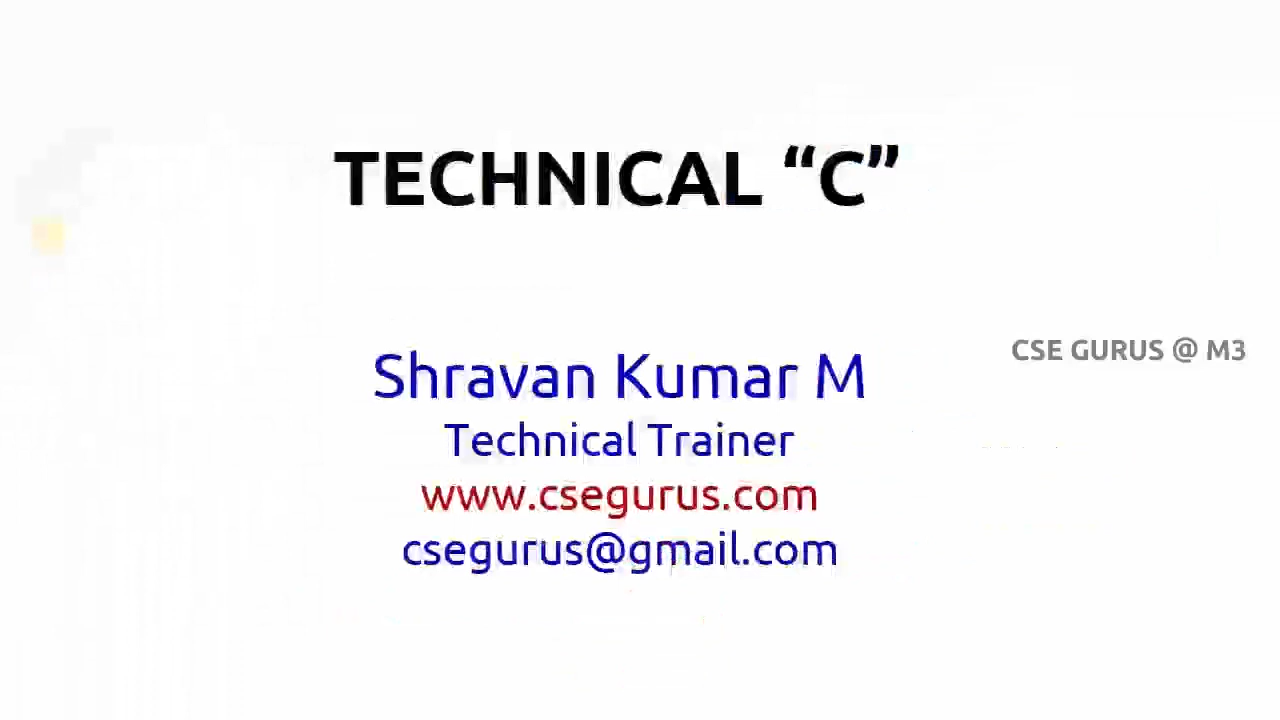 TECHNICAL “C”
CSE GURUS @ M3
Shravan Kumar M
Technical Trainer
www.csegurus.com
csegurus@gmail.com